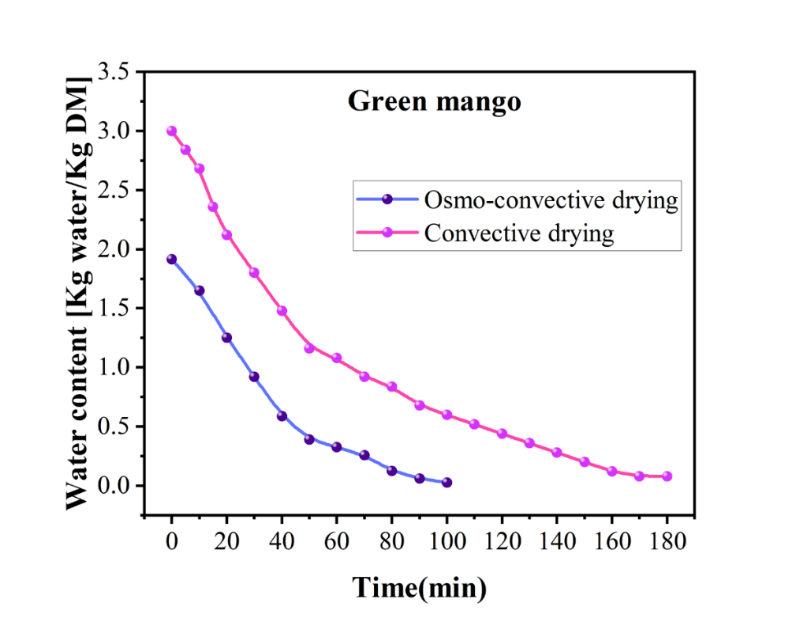 Green mango
Osmo-convective drying
Convective drying
Water content [Kg water/Kg DM]
3.5
3.0
2.5
2.0
1.5
1.0
0.5
0.0
0 20 40 60 80 100 120 140 160 180
Time(min)